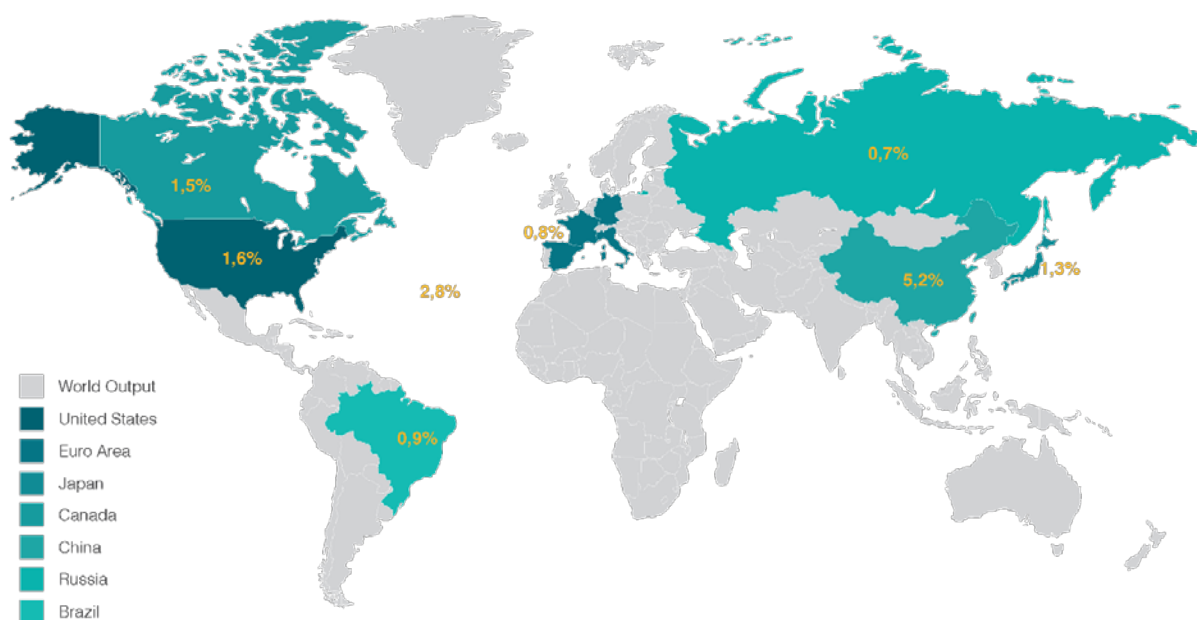 0,7%
1,5%
0,8%
1,6%
1,3%
5,2%
2,8%
0,9%
World Output
United States
Euro Area
Japan
Canada
China
Russia
Brazil